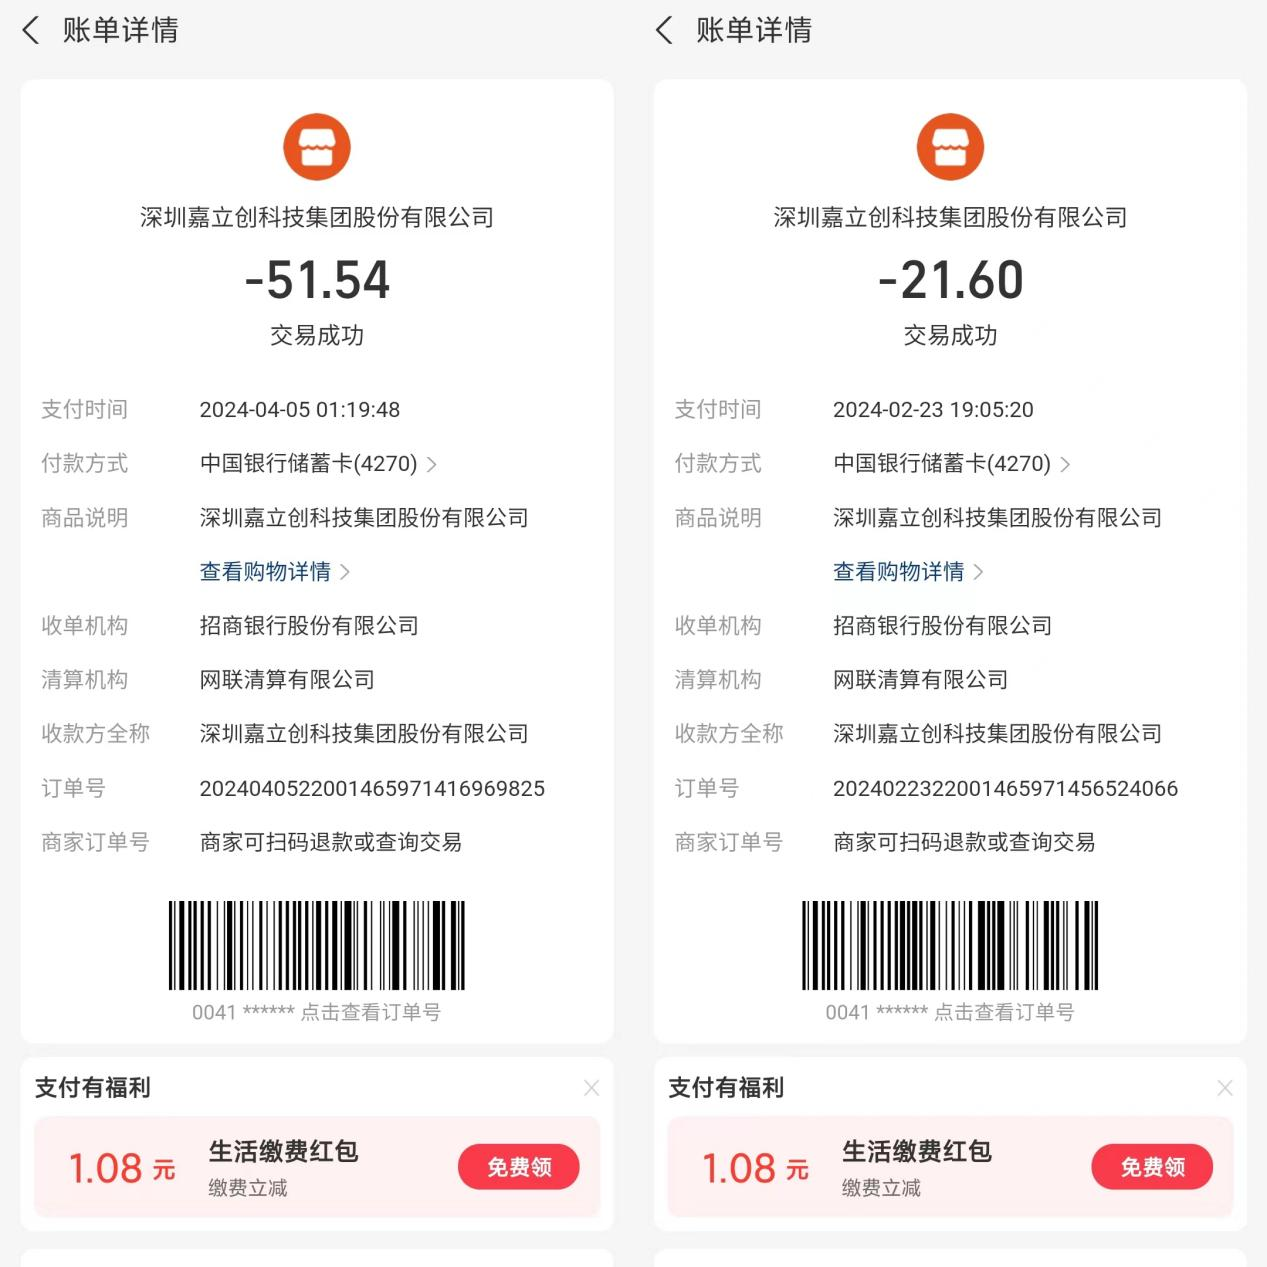 账单详情
深圳嘉立创科技集团股份有限公司
-51.54
交易成功
支付时间 2024-04-05 01:19:48
付款方式 中国银行储蓄卡(4270)
商品说明 深圳嘉立创科技集团股份有限公司
查看购物详情
收单机构 招商银行股份有限公司
清算机构 网联清算有限公司
收款方全称 深圳嘉立创科技集团股份有限公司
订单号 2024040522001465971416969825
商家订单号 商家可扫码退款或查询交易
0041 ****** 点击查看订单号
支付有福利
1.08 元
生活缴费红包
缴费立减
免费领
账单详情
深圳嘉立创科技集团股份有限公司
-21.60
交易成功
支付时间 2024-02-23 19:05:20
付款方式 中国银行储蓄卡(4270)
商品说明 深圳嘉立创科技集团股份有限公司
查看购物详情
收单机构 招商银行股份有限公司
清算机构 网联清算有限公司
收款方全称 深圳嘉立创科技集团股份有限公司
订单号 2024022322001465971456524066
商家订单号 商家可扫码退款或查询交易
0041 ****** 点击查看订单号
支付有福利
1.08 元
生活缴费红包
缴费立减
免费领